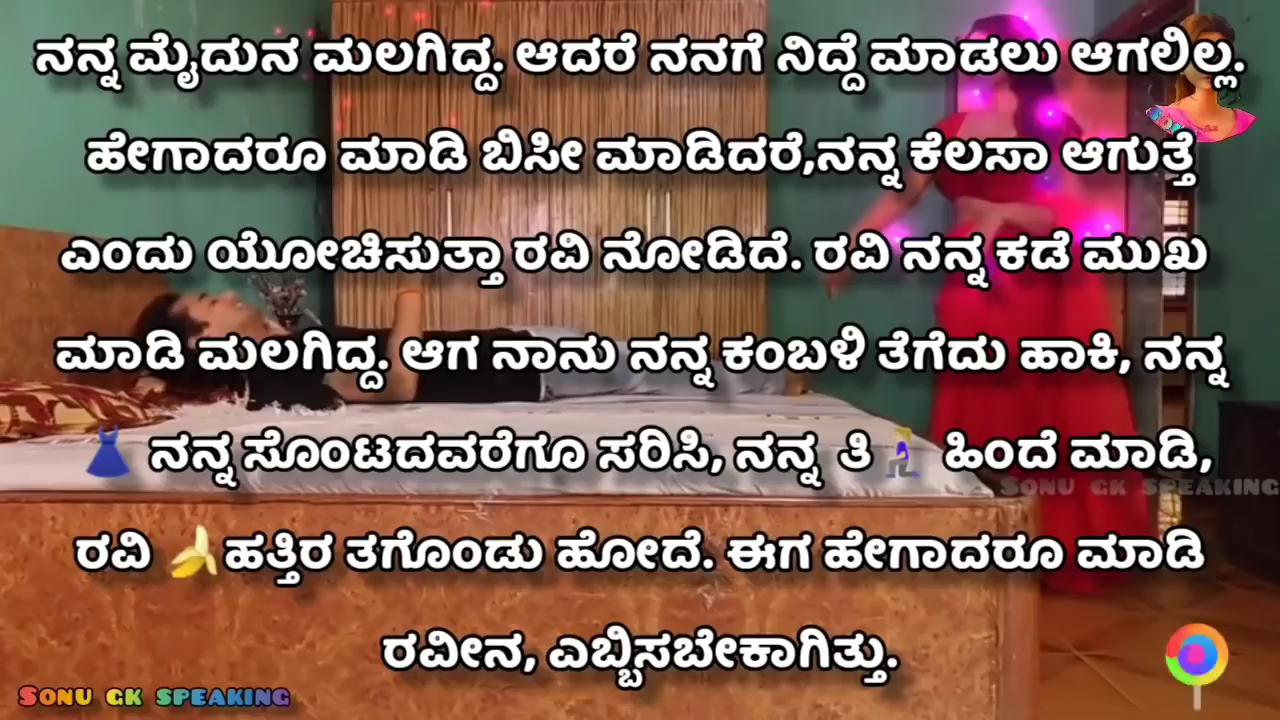 ನನ್ನ ಮೈದುನ ಮಲಗಿದ್ದ. ಆದರೆ ನನಗೆ ನಿದ್ದೆ ಮಾಡಲು ಆಗಲಿಲ್ಲ.
ಹೇಗಾದರೂ ಮಾಡಿ ಬಿಸೀ ಮಾಡಿದರೆ,ನನ್ನ ಕೆಲಸಾ ಆಗುತ್ತೆ
ಎಂದು ಯೋಚಿಸುತ್ತಾ ರವಿ ನೋಡಿದೆ. ರವಿ ನನ್ನ ಕಡೆ ಮುಖ
ಮಾಡಿ ಮಲಗಿದ್ದ. ಆಗ ನಾನು ನನ್ನ ಕಂಬಳಿ ತೆಗೆದು ಹಾಕಿ, ನನ್ನ
👗 ನನ್ನ ಸೊಂಟದವರೆಗೂ ಸರಿಸಿ, ನನ್ನ ತಿ🧎‍♀️ ಹಿಂದೆ ಮಾಡಿ,
SONU GK SPEAKING
ರವಿ 🍌ಹತ್ತಿರ ತಗೊಂಡು ಹೋದೆ. ಈಗ ಹೇಗಾದರೂ ಮಾಡಿ
ರವೀನ, ಎಬ್ಬಿಸಬೇಕಾಗಿತ್ತು.
SONU GK SPEAKING